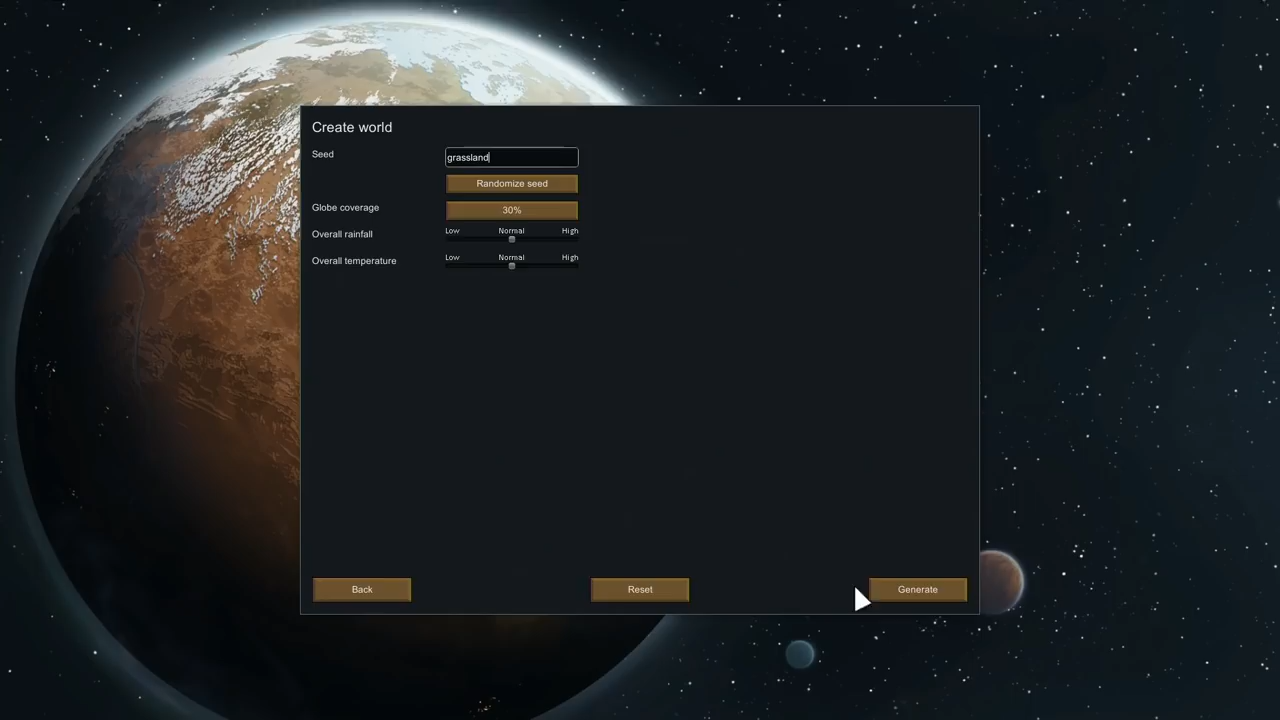 Create world
Seed
grassland
Randomize seed
Globe coverage
30%
Overall rainfall
Low Normal High
Overall temperature
Low Normal High
Back
Reset
Generate